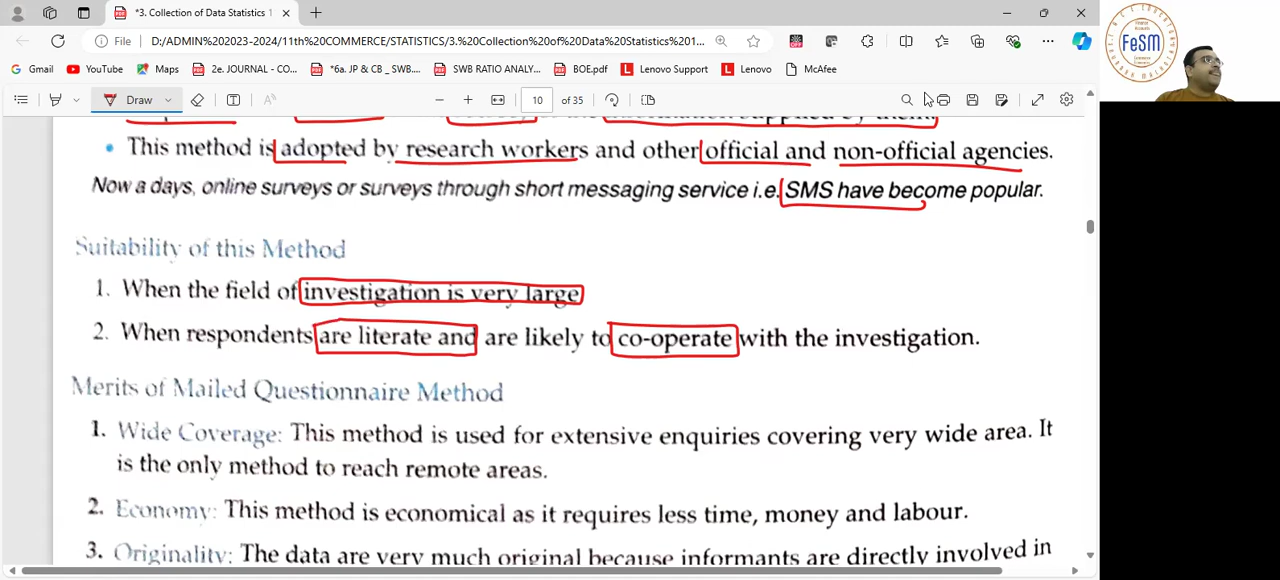 *3. Collection of Data Statistics 1
File
D:/ADMIN%202023-2024/11th%20COMMERCE/STAT
%20Collection%20of%20Data%20Statistics%201...
Gmail
YouTube
Maps
2e. JOURNAL - CO...
*6a. JP & CB _SWB....
SWB RATIO ANALY...
BOE.pdf
Lenovo Support
Lenovo
McAfee
Draw
10
of 35
• This method is adopted by research workers and other official and non-official agencies.
Now a days, online surveys or surveys through short messaging service i.e. SMS have become popular.
Suitability of this Method
1. When the field of investigation is very large
2. When respondents are literate and are likely to co-operate with the investigation.
Merits of Mailed Questionnaire Method
1. Wide Coverage: This method is used for extensive enquiries covering very wide area. It
is the only method to reach remote areas.
2. Economy: This method is economical as it requires less time, money and labour.
3. Originality: The data are very much original because informants are directly involved in
FeSM